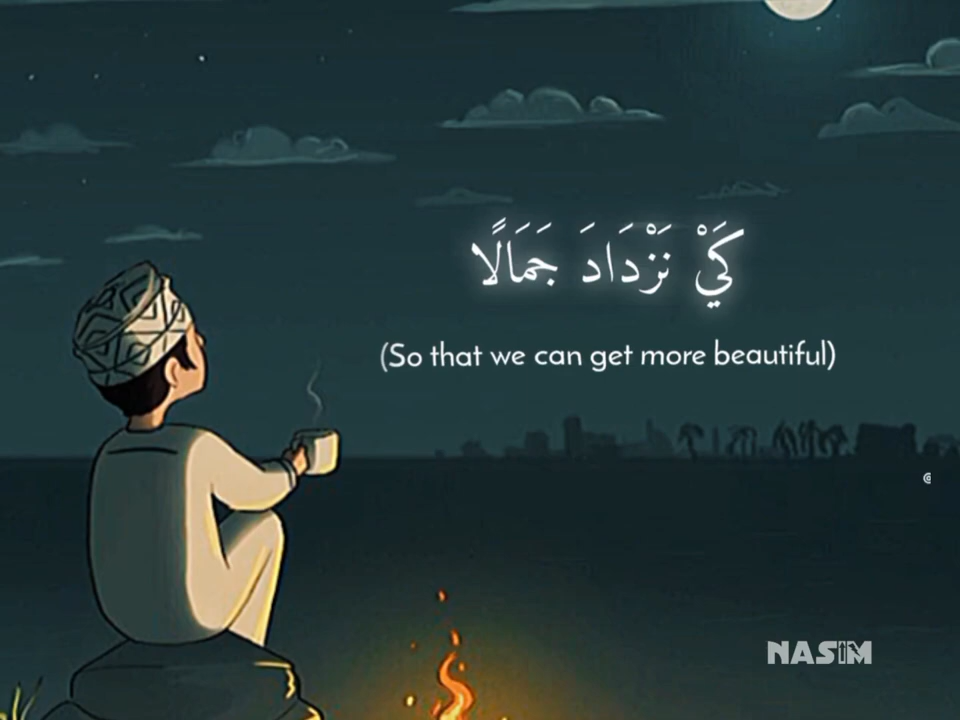 كَيْ نَزْدَادَ جَمَالًا
(So that we can get more beautiful)
NASIM